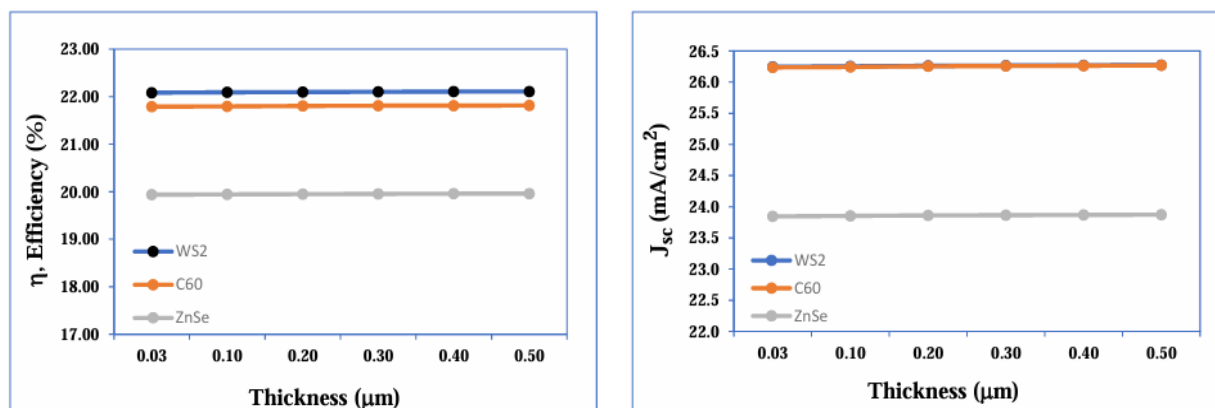 23.00
22.00
21.00
20.00
19.00
18.00
17.00
η, Efficiency (%)
WS2
C60
ZnSe
0.03 0.10 0.20 0.30 0.40 0.50
Thickness (μm)
26.5
26.0
25.5
25.0
24.5
24.0
23.5
23.0
22.5
22.0
J_sc (mA/cm²)
WS2
C60
ZnSe
0.03 0.10 0.20 0.30 0.40 0.50
Thickness (μm)